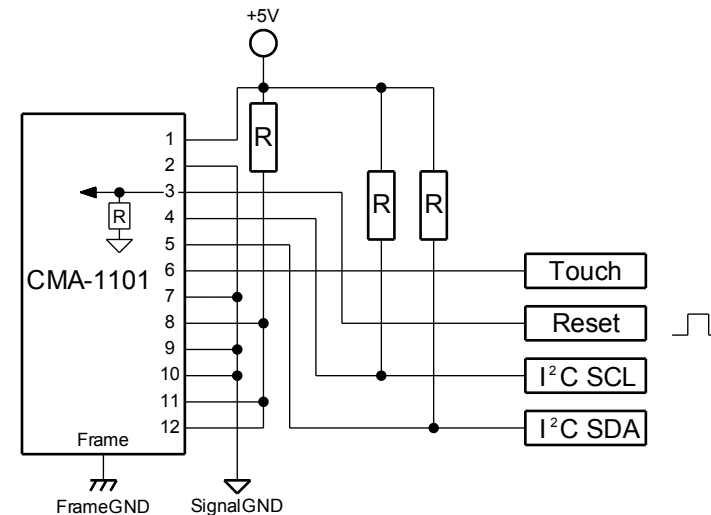 +5V
1
2
3
4
5
6
7
8
9
10
11
12
R
R
R
R
CMA-1101
Frame
FrameGND
SignalGND
Touch
Reset
I²C SCL
I²C SDA